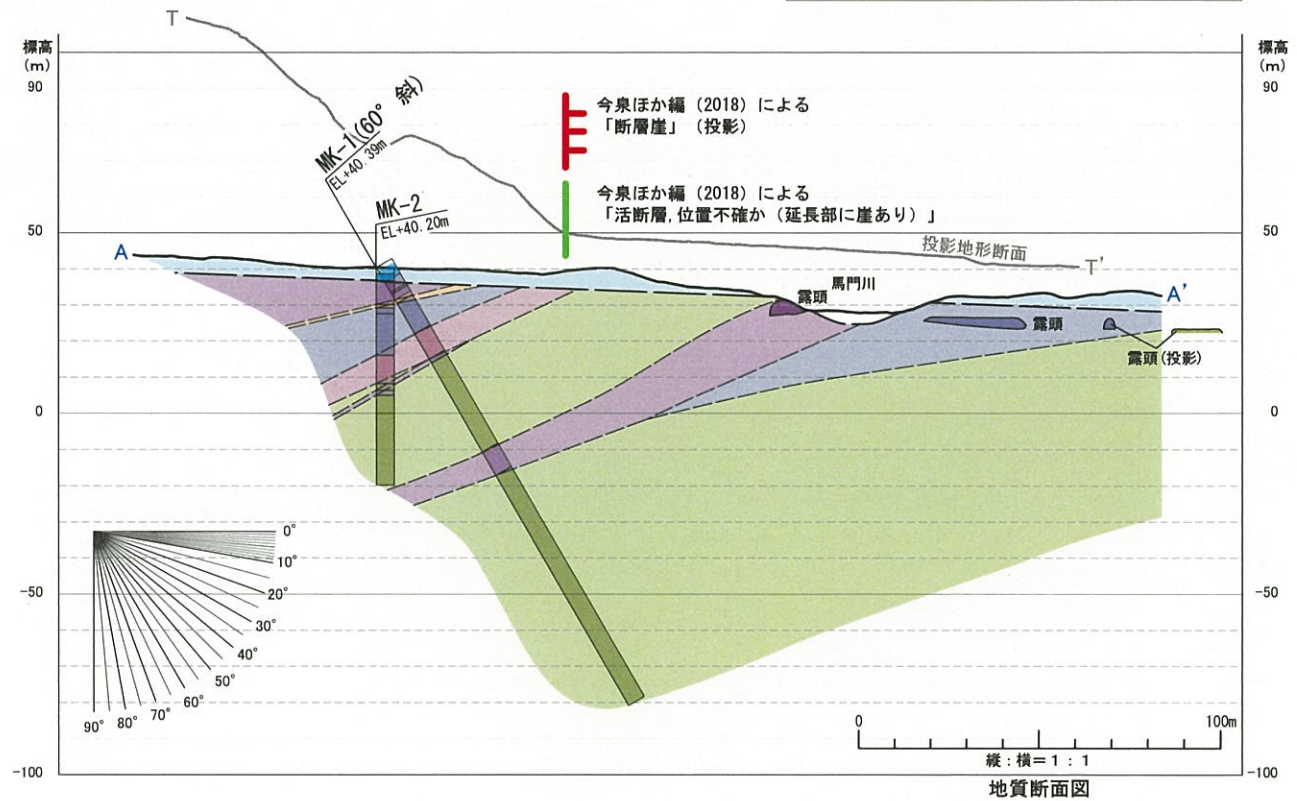 T
標高
(m)
標高
(m)
90
90
MK-1(60° 斜)
EL+40.39m
今泉ほか編(2018)による
「断層崖」(投影)
MK-2
EL+40.20m
今泉ほか編(2018)による
「活断層,位置不確か(延長部に崖あり)」
50
50
投影地形断面
T'
A
馬門川
露頭
A'
露頭
露頭(投影)
0
0
0°
10°
20°
30°
40°
50°
60°
70°
80°
90°
-50
-50
0
100m
縦:横=1:1
地質断面図
-100
-100